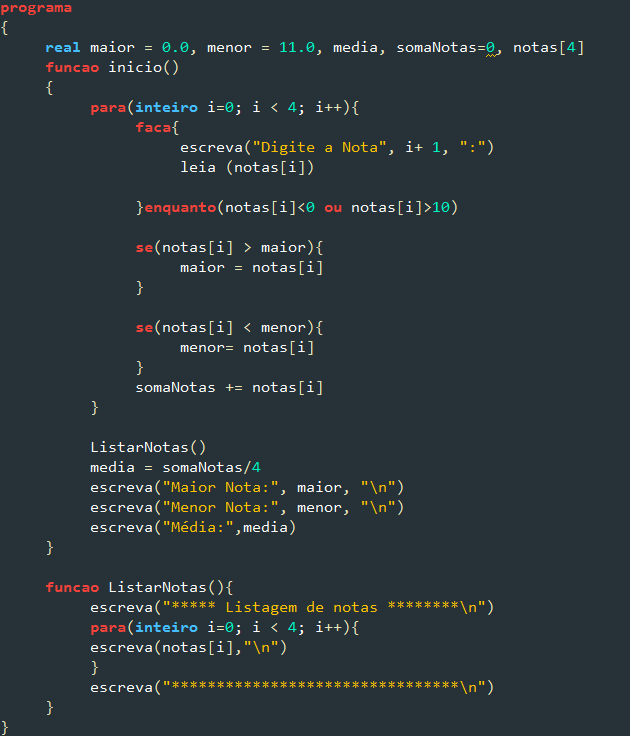 programa
{
real maior = 0.0, menor = 11.0, media, somaNotas=0, notas[4]
funcao inicio()
{
para(inteiro i=0; i < 4; i++){
faca{
escreva("Digite a Nota", i+ 1, ":")
leia (notas[i])
}enquanto(notas[i]<0 ou notas[i]>10)
se(notas[i] > maior){
maior = notas[i]
}
se(notas[i] < menor){
menor= notas[i]
}
somaNotas += notas[i]
}
ListarNotas()
media = somaNotas/4
escreva("Maior Nota:", maior, "\n")
escreva("Menor Nota:", menor, "\n")
escreva("Média:",media)
}
funcao ListarNotas(){
escreva("***** Listagem de notas ********\n")
para(inteiro i=0; i < 4; i++){
escreva(notas[i],"\n")
}
escreva("********************************\n")
}
}